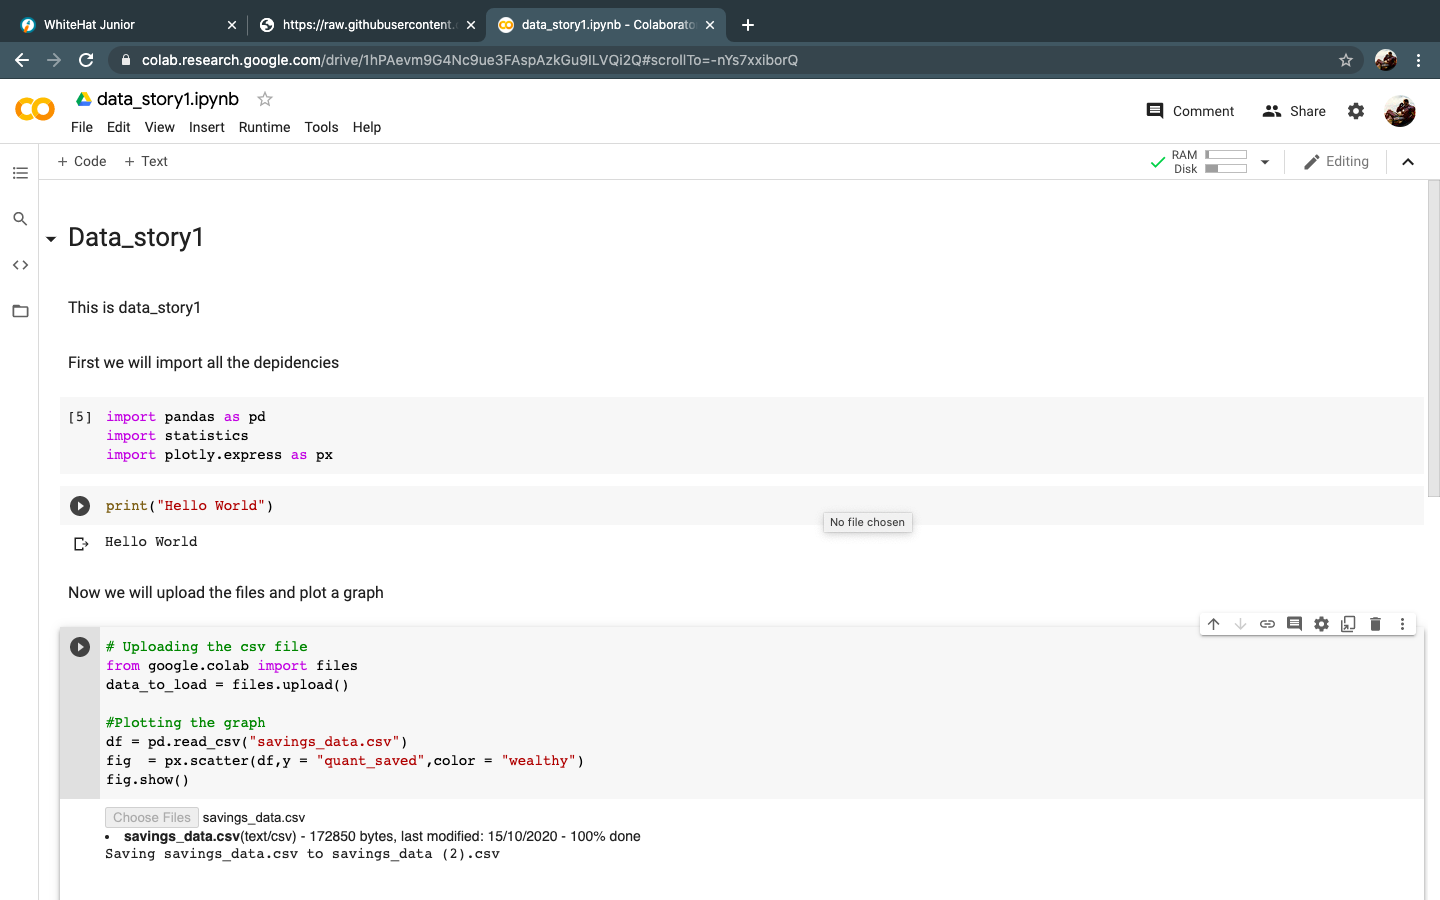 WhiteHat Junior
https://raw.githubusercontent.
data_story1.ipynb - Colaborato
colab.research.google.com/drive/1hPAevm9G4Nc9ue3FAspAzkGu9ILVQi2Q#scrollTo=-nYs7xxiborQ
data_story1.ipynb
Comment
Share
File Edit View Insert Runtime Tools Help
+ Code + Text
RAM
Disk
Editing
Data_story1
This is data_story1
First we will import all the depidencies
[5] import pandas as pd
import statistics
import plotly.express as px
print("Hello World")
No file chosen
Hello World
Now we will upload the files and plot a graph
# Uploading the csv file
from google.colab import files
data_to_load = files.upload()
#Plotting the graph
df = pd.read_csv("savings_data.csv")
fig  = px.scatter(df,y = "quant_saved",color = "wealthy")
fig.show()
Choose Files savings_data.csv
• savings_data.csv(text/csv) - 172850 bytes, last modified: 15/10/2020 - 100% done
Saving savings_data.csv to savings_data (2).csv